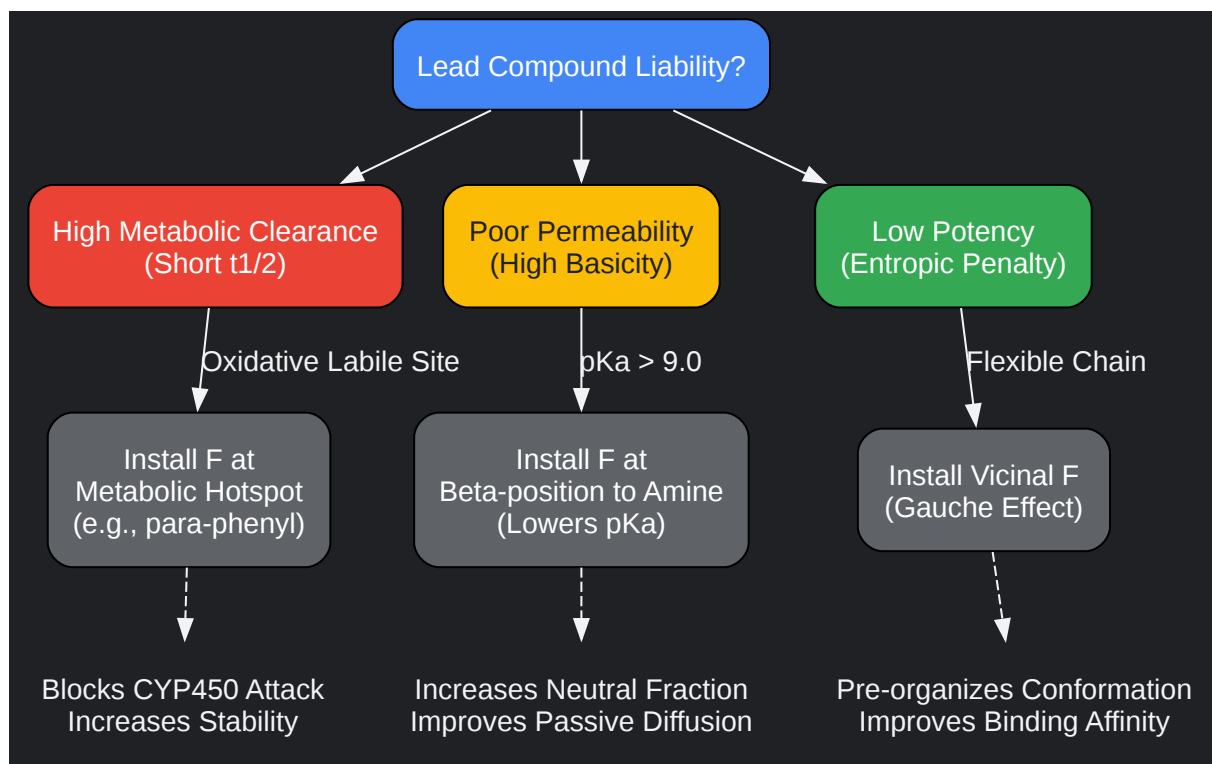 Lead Compound Liability?
High Metabolic Clearance
(Short t1/2)
Poor Permeability
(High Basicity)
Low Potency
(Entropic Penalty)
Oxidative Labile Site
pKa > 9.0
Flexible Chain
Install F at
Metabolic Hotspot
(e.g., para-phenyl)
Install F at
Beta-position to Amine
(Lowers pKa)
Install Vicinal F
(Gauche Effect)
Blocks CYP450 Attack
Increases Stability
Increases Neutral Fraction
Improves Passive Diffusion
Pre-organizes Conformation
Improves Binding Affinity